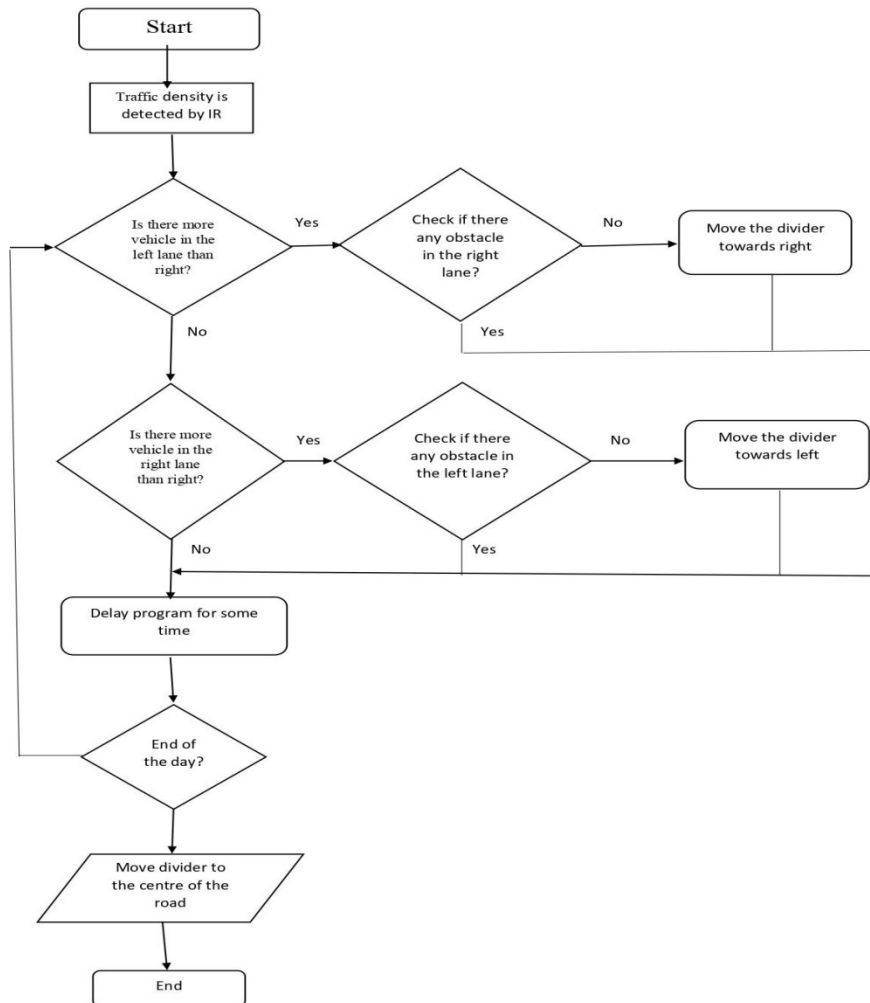 Start
Traffic density is
detected by IR
Is there more
vehicle in the
left lane than
right?
Yes
Check if there
any obstacle
in the right
lane?
No
Move the divider
towards right
No
Yes
Is there more
vehicle in the
right lane
than right?
Yes
Check if there
any obstacle in
the left lane?
No
Move the divider
towards left
No
Yes
Delay program for some
time
End of
the day?
Move divider to
the centre of the
road
End